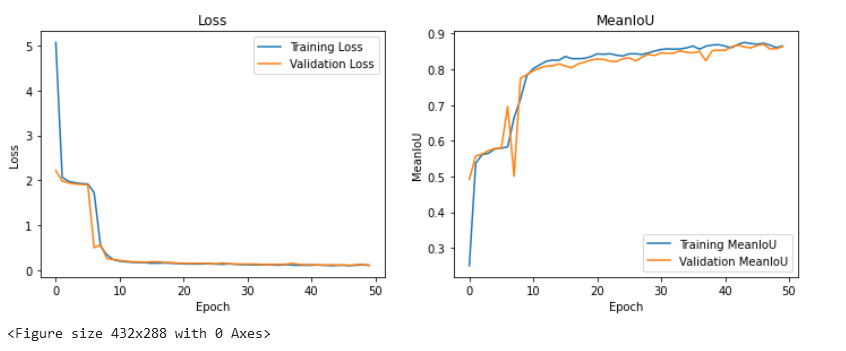 Loss
5
4
3
2
1
0
Loss
Training Loss
Validation Loss
0 10 20 30 40 50
Epoch
MeanIoU
0.9
0.8
0.7
0.6
0.5
0.4
0.3
MeanIoU
Training MeanIoU
Validation MeanIoU
0 10 20 30 40 50
Epoch
<Figure size 432x288 with 0 Axes>